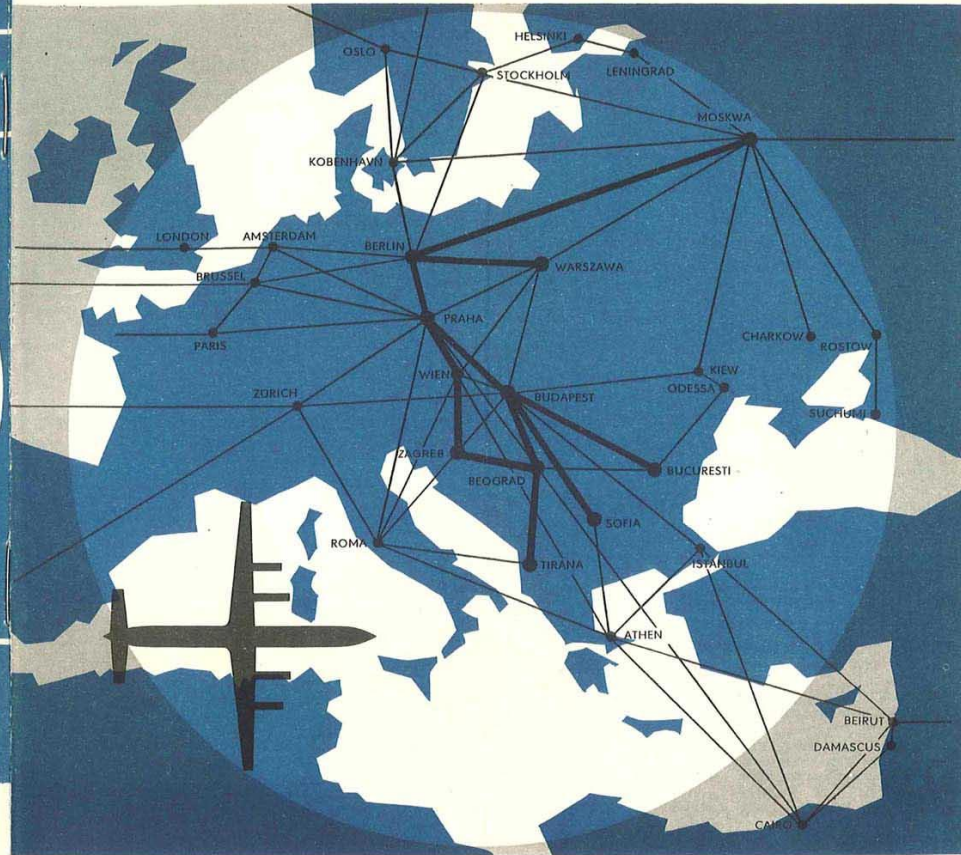 HELSINKI
OSLO
STOCKHOLM
LENINGRAD
MOSKWA
KOBENHAVN
LONDON
AMSTERDAM
BERLIN
WARSZAWA
BRÜSSEL
PRAHA
PARIS
CHARKOW
ROSTOW
WIEN
KIEW
ODESSA
ZÜRICH
BUDAPEST
SUCHUMI
ZAGREB
BEOGRAD
BUCURESTI
SOFIA
ROMA
TIRANA
ISTANBUL
ATHEN
BEIRUT
DAMASCUS
CAIRO